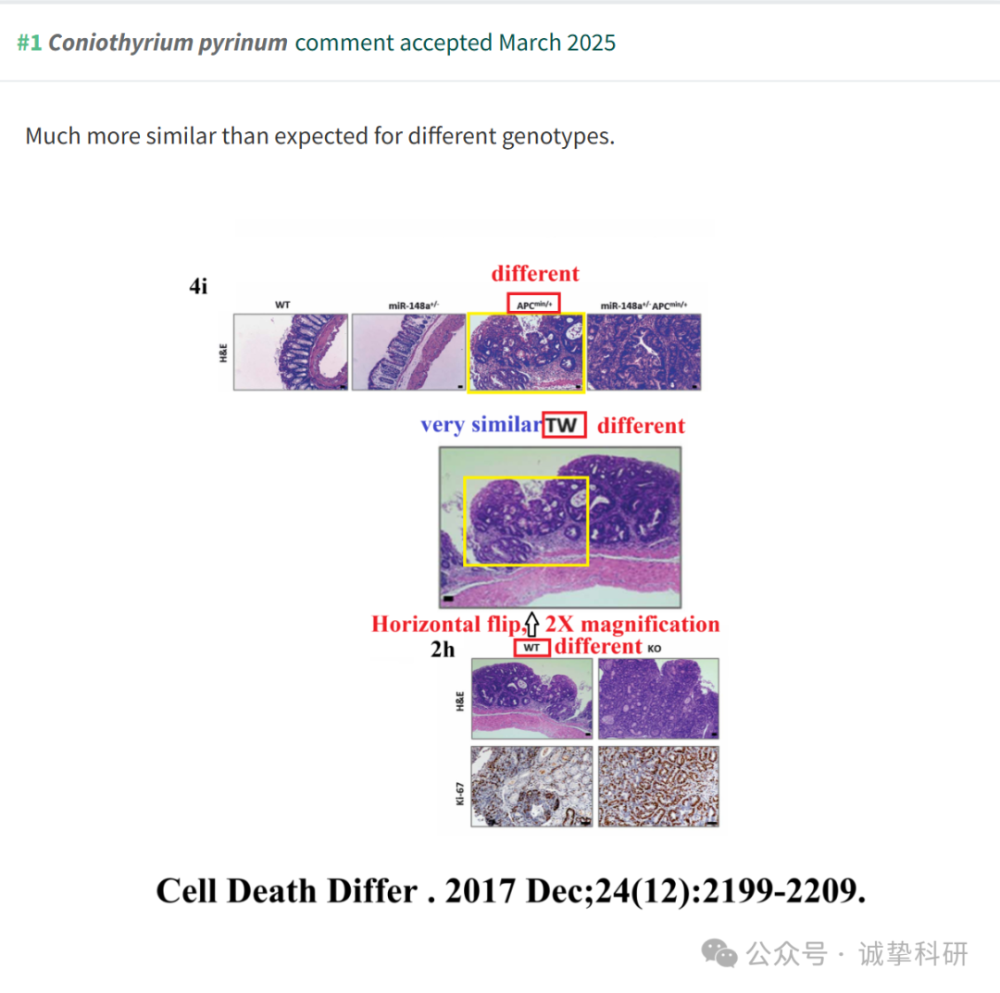 #1 Coniothyrium pyrinum comment accepted March 2025
Much more similar than expected for different genotypes.
different
4i
WT miR-148a+/- APCmin/+ miR-148a+/- APCmin/+
H&E
very similar TW different
Horizontal flip, 2X magnification
2h WT different KO
H&E
Ki-67
Cell Death Differ . 2017 Dec;24(12):2199-2209.
公众号 · 诚挚科研